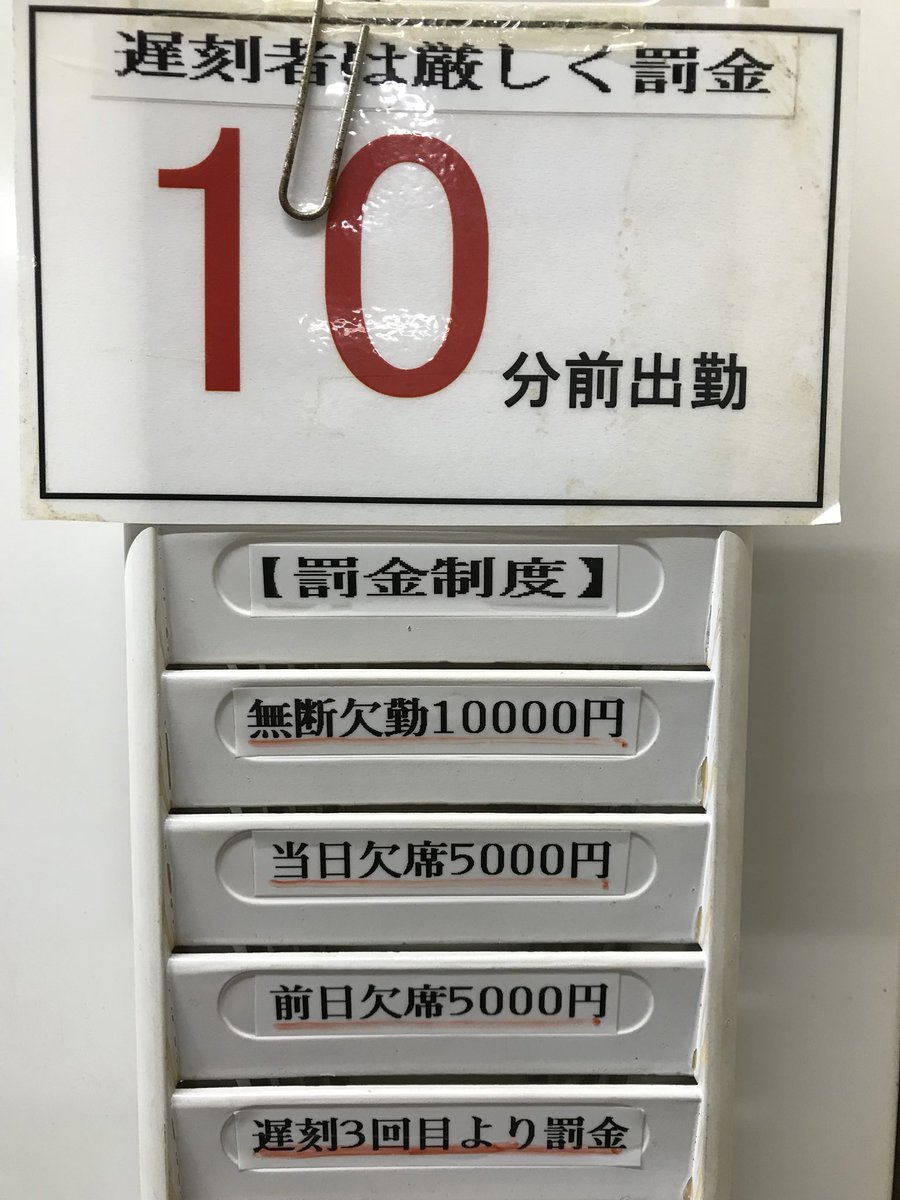 遅刻者は厳しく罰金
10
分前出勤
【罰金制度】
無断欠勤10000円
当日欠席5000円
前日欠席5000円
遅刻3回目より罰金